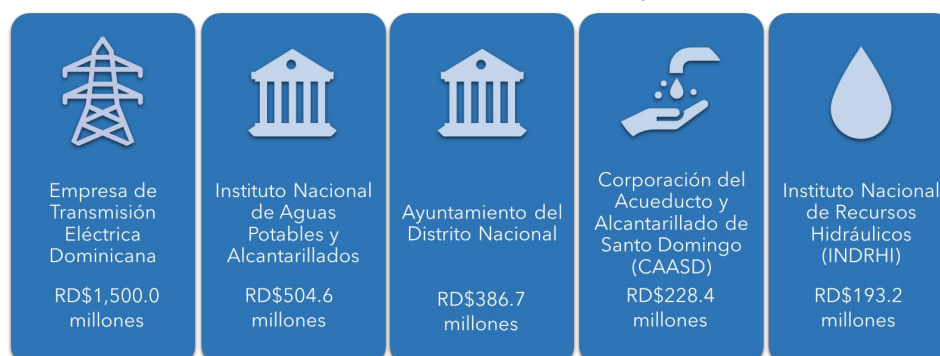 Empresa de
Transmisión
Eléctrica
Dominicana
RD$1,500.0
millones
Instituto Nacional
de Aguas
Potables y
Alcantarillados
RD$504.6
millones
Ayuntamiento del
Distrito Nacional
RD$386.7
millones
Corporación del
Acueducto y
Alcantarillado de
Santo Domingo
(CAASD)
RD$228.4
millones
Instituto Nacional
de Recursos
Hidráulicos
(INDRHI)
RD$193.2
millones